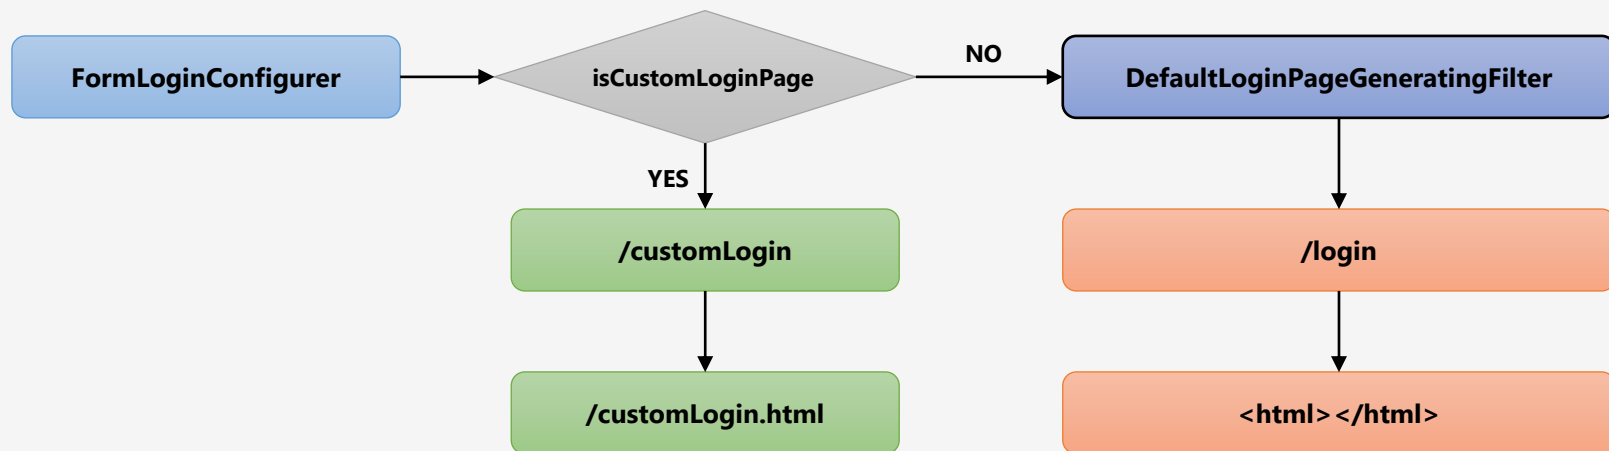 FormLoginConfigurer
isCustomLoginPage
NO
DefaultLoginPageGeneratingFilter
YES
/customLogin
/login
/customLogin.html
<html></html>